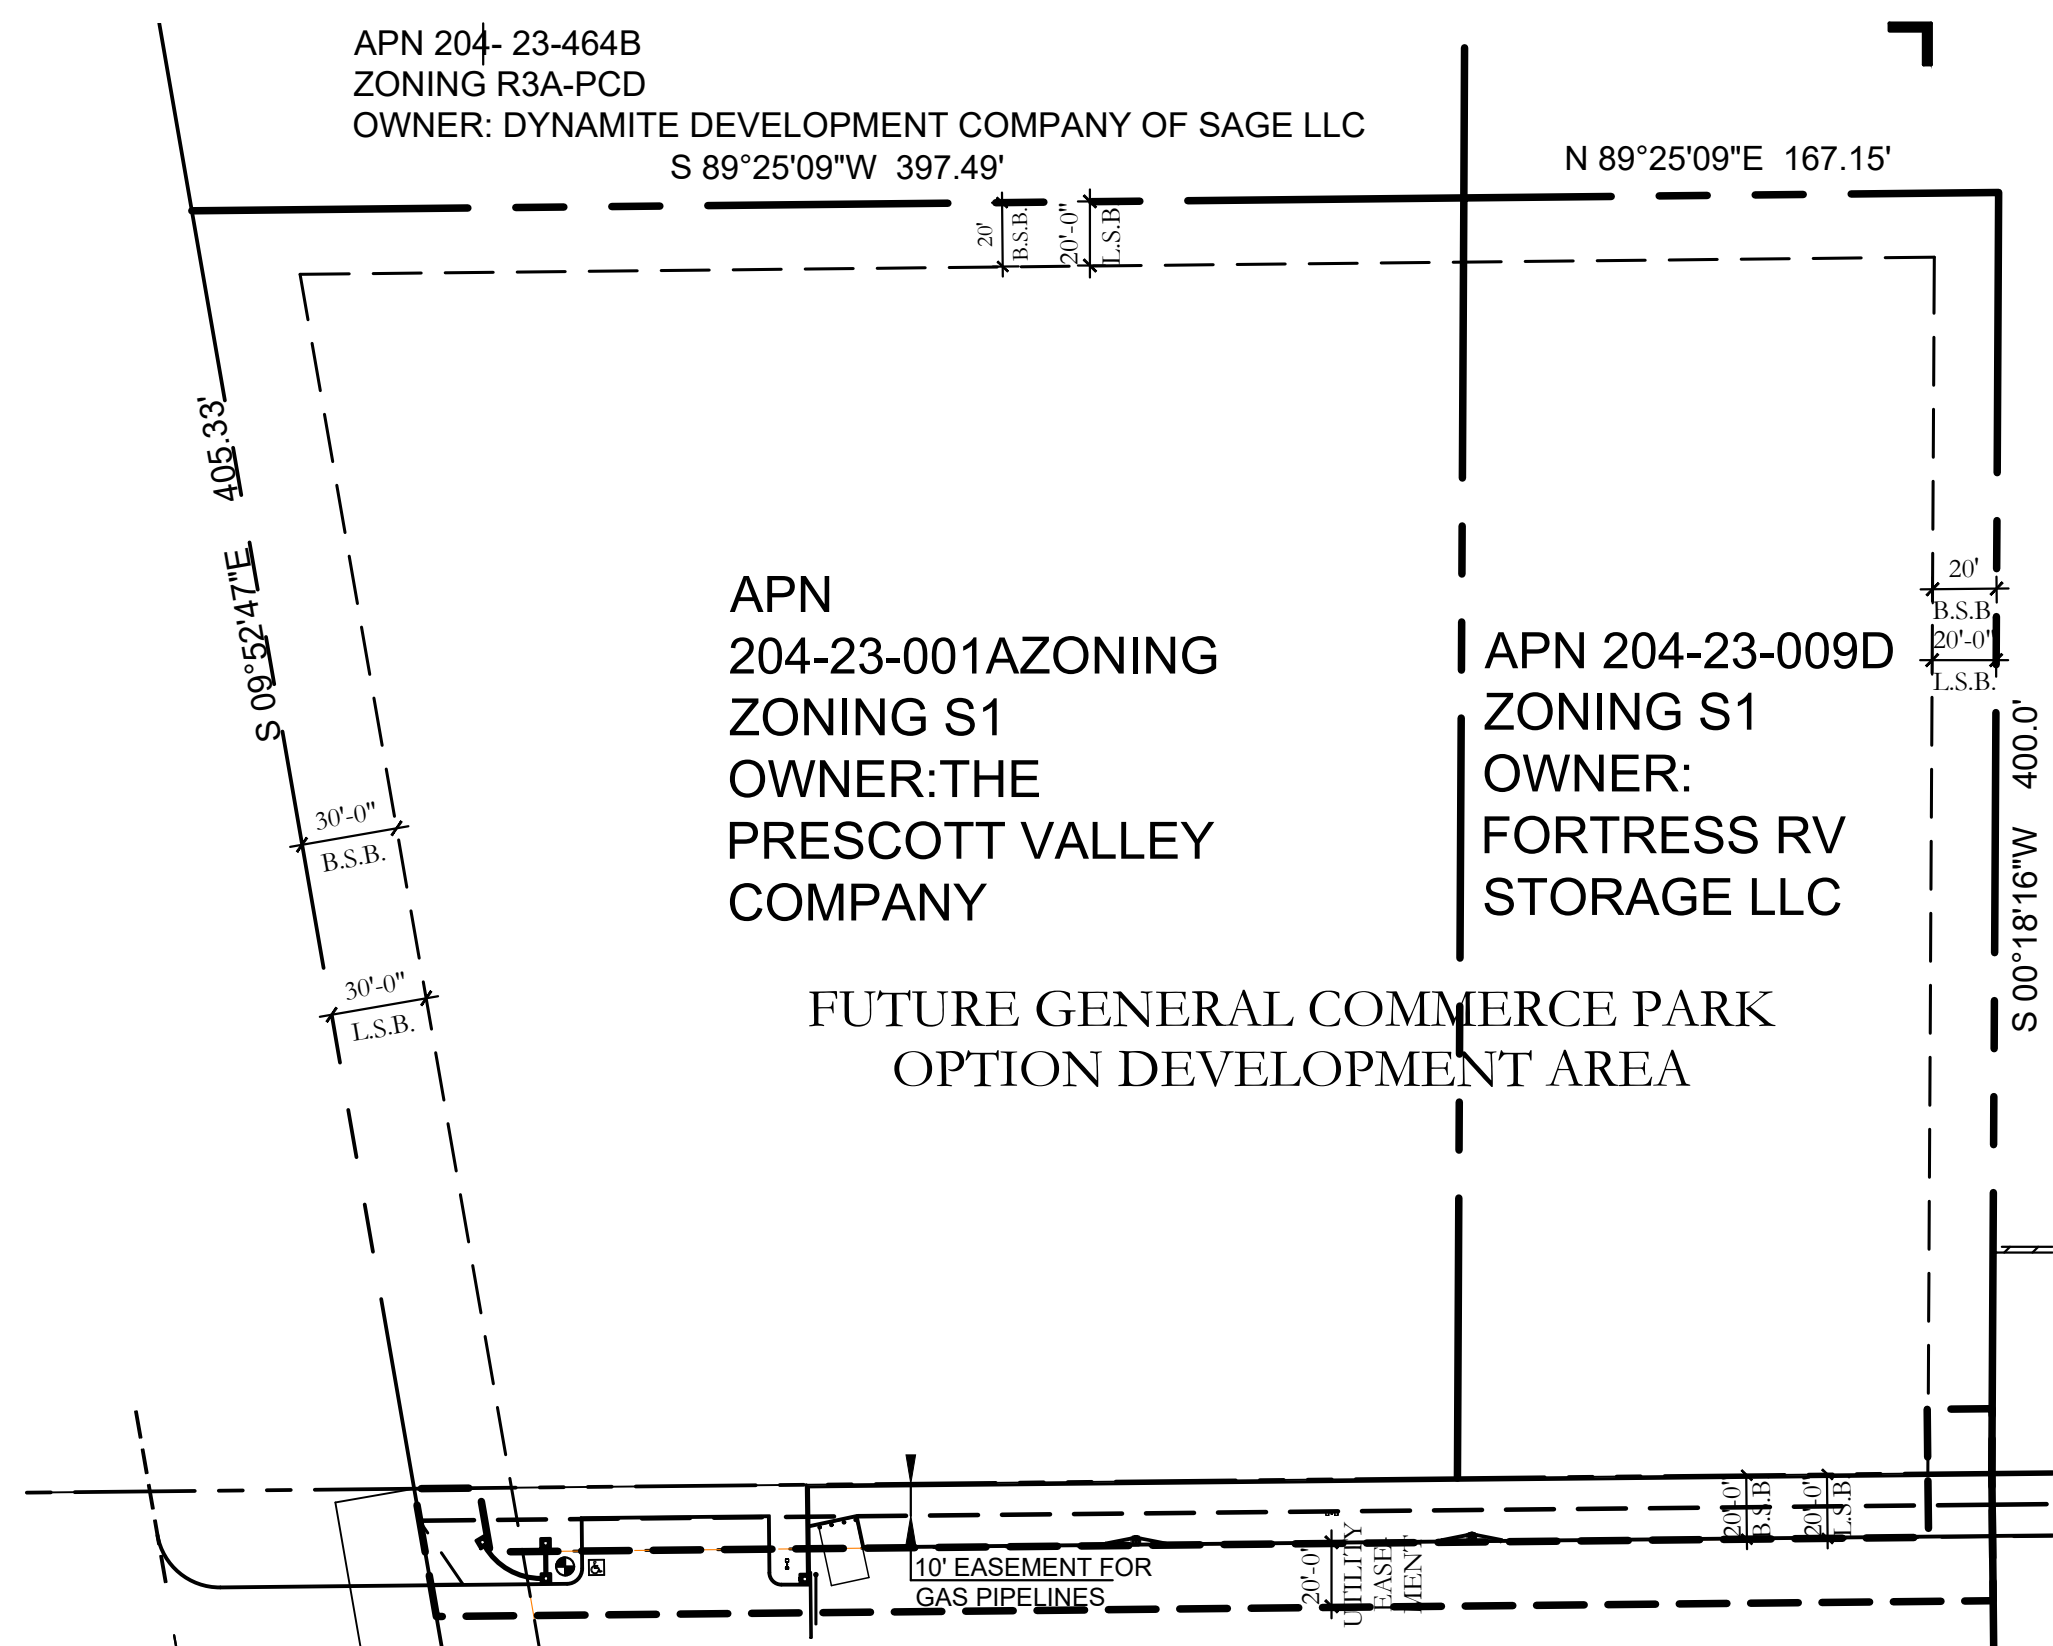 APN 204- 23-464B
ZONING R3A-PCD
OWNER: DYNAMITE DEVELOPMENT COMPANY OF SAGE LLC
S 89°25'09"W 397.49'
N 89°25'09"E 167.15'
20'
B.S.B.
20'-0"
L.S.B
S 09°52'47"E 405.33'
30'-0"
B.S.B.
30'-0"
L.S.B.
APN
204-23-001AZONING
ZONING S1
OWNER:THE
PRESCOTT VALLEY
COMPANY
APN 204-23-009D
ZONING S1
OWNER:
FORTRESS RV
STORAGE LLC
20'
B.S.B
20'-0"
L.S.B.
S 00°18'16"W 400.0'
FUTURE GENERAL COMMERCE PARK
OPTION DEVELOPMENT AREA
10' EASEMENT FOR
GAS PIPELINES
20'-0"
UTILITY
EASE-
MENT
20'-0"
B.S.B
20'-0"
L.S.B